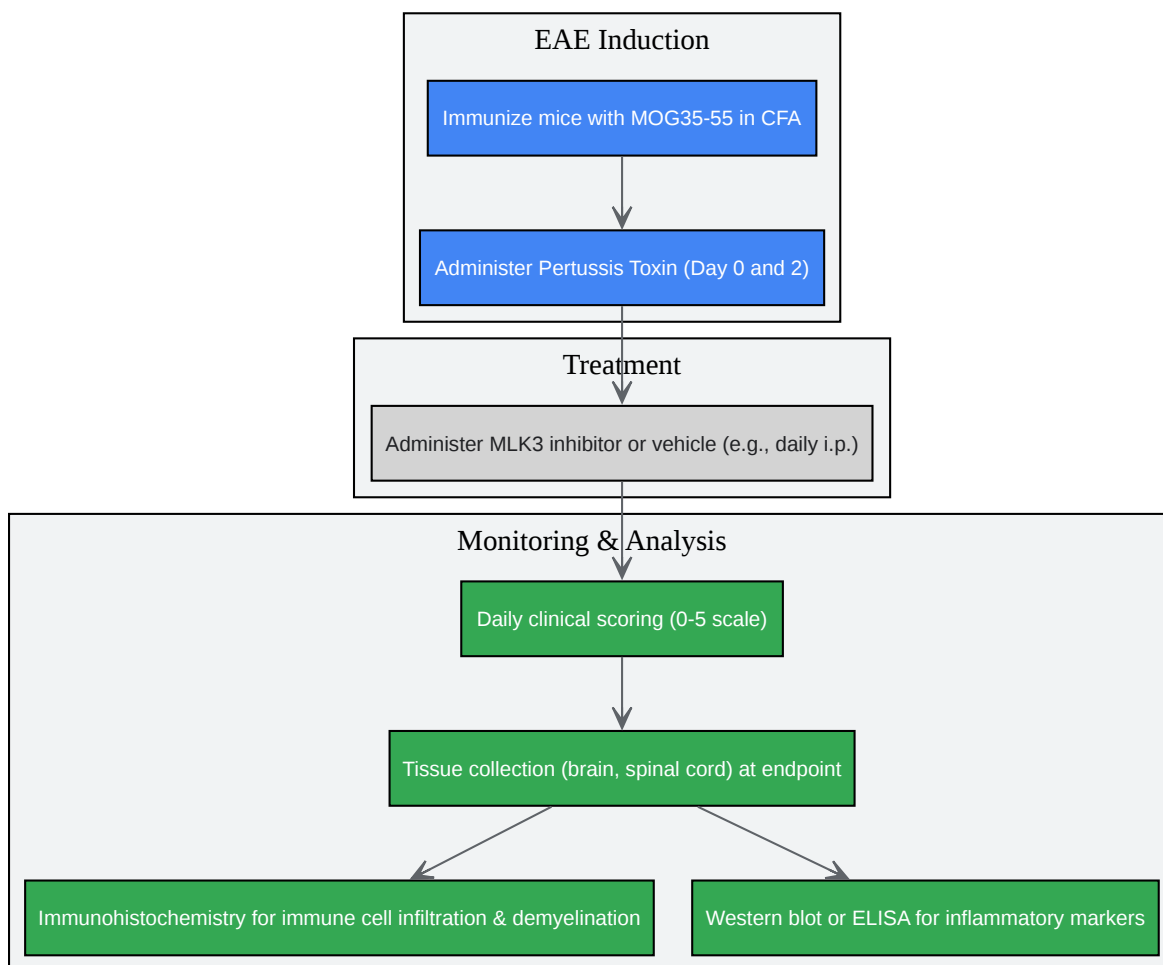 EAE Induction
Immunize mice with MOG35-55 in CFA
Administer Pertussis Toxin (Day 0 and 2)
Treatment
Administer MLK3 inhibitor or vehicle (e.g., daily i.p.)
Monitoring & Analysis
Daily clinical scoring (0-5 scale)
Tissue collection (brain, spinal cord) at endpoint
Immunohistochemistry for immune cell infiltration & demyelination
Western blot or ELISA for inflammatory markers